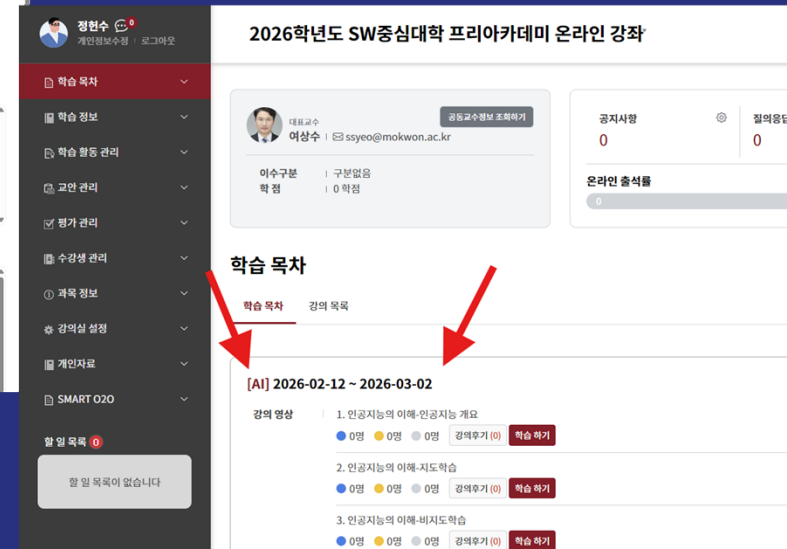 정헌수 0
개인정보수정 로그아웃
학습 목차
학습 정보
학습 활동 관리
교안 관리
평가 관리
수강생 관리
과목 정보
강의실 설정
개인자료
SMART O2O
할 일 목록 0
할 일 목록이 없습니다
2026학년도 SW중심대학 프리아카데미 온라인 강좌
대표교수
공동교수정보 조회하기
여상수 ssyeo@mokwon.ac.kr
이수구분 구분없음
학 점 0 학점
공지사항
0
질의응답
0
온라인 출석률
0
학습 목차
학습 목차 강의 목록
[AI] 2026-02-12 ~ 2026-03-02
강의 영상 1. 인공지능의 이해-인공지능 개요
0명 0명 0명 강의후기 (0) 학습 하기
2. 인공지능의 이해-지도학습
0명 0명 0명 강의후기 (0) 학습 하기
3. 인공지능의 이해-비지도학습
0명 0명 0명 강의후기 (0) 학습 하기